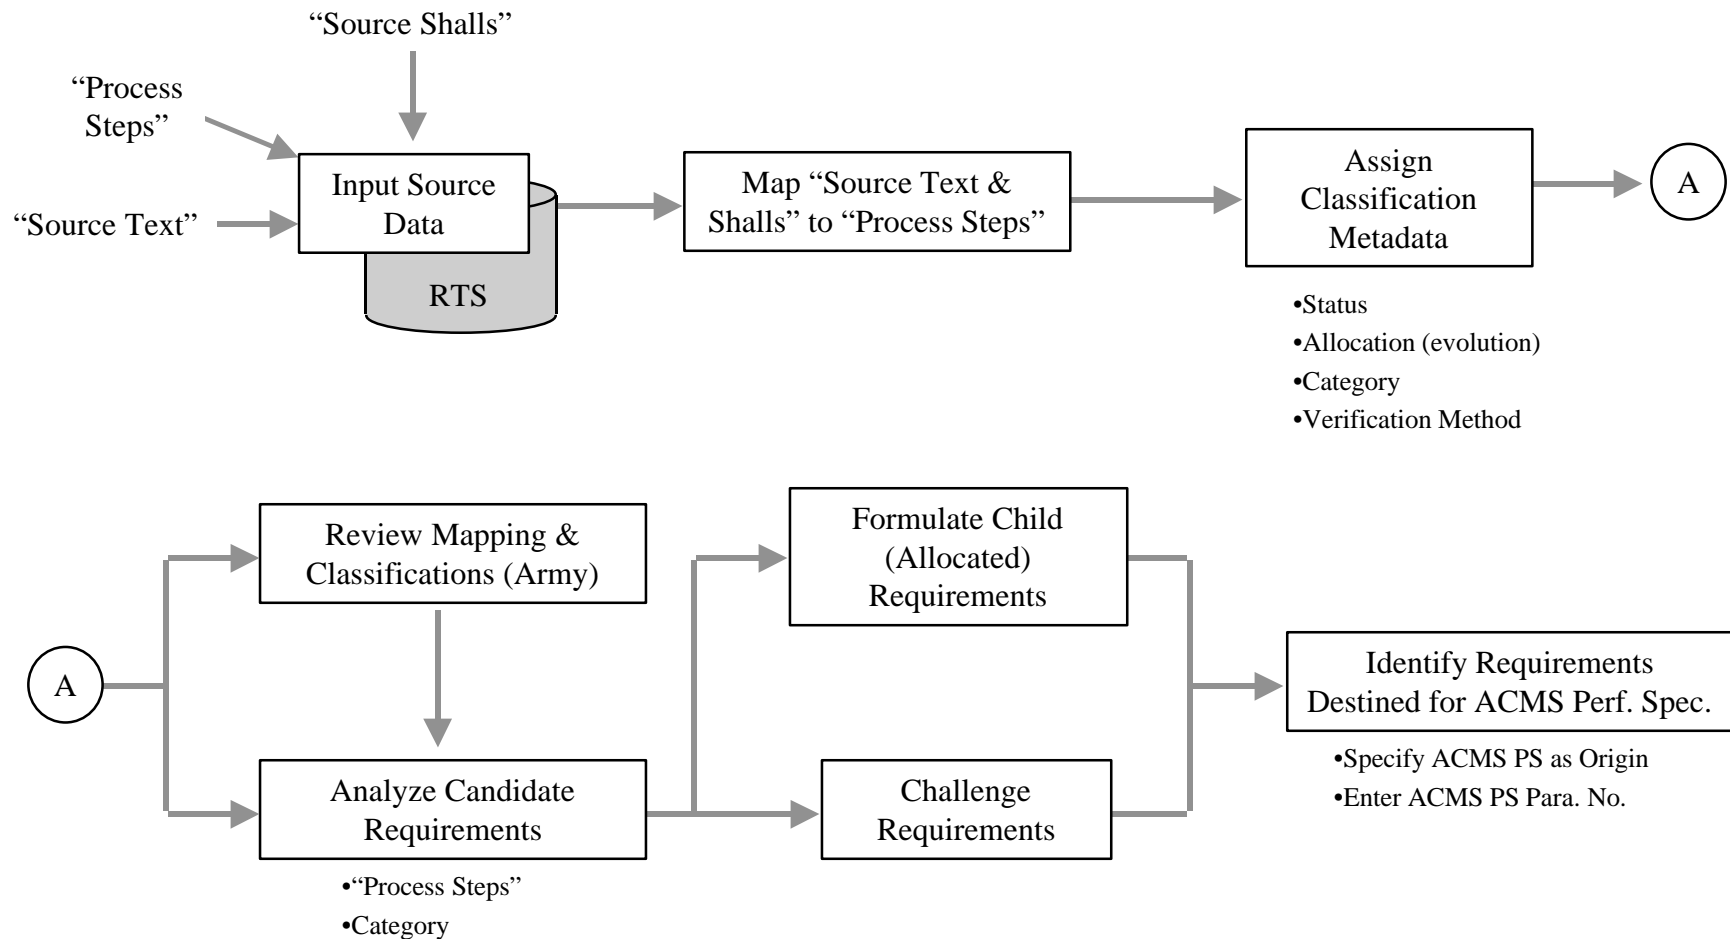 “Source Shalls”
“Process
Steps”
“Source Text”
Input Source
Data
RTS
Map “Source Text &
Shalls” to “Process Steps”
Assign
Classification
Metadata
A
•Status
•Allocation (evolution)
•Category
•Verification Method
A
Review Mapping &
Classifications (Army)
Analyze Candidate
Requirements
•“Process Steps”
•Category
Formulate Child
(Allocated)
Requirements
Challenge
Requirements
Identify Requirements
Destined for ACMS Perf. Spec.
•Specify ACMS PS as Origin
•Enter ACMS PS Para. No.